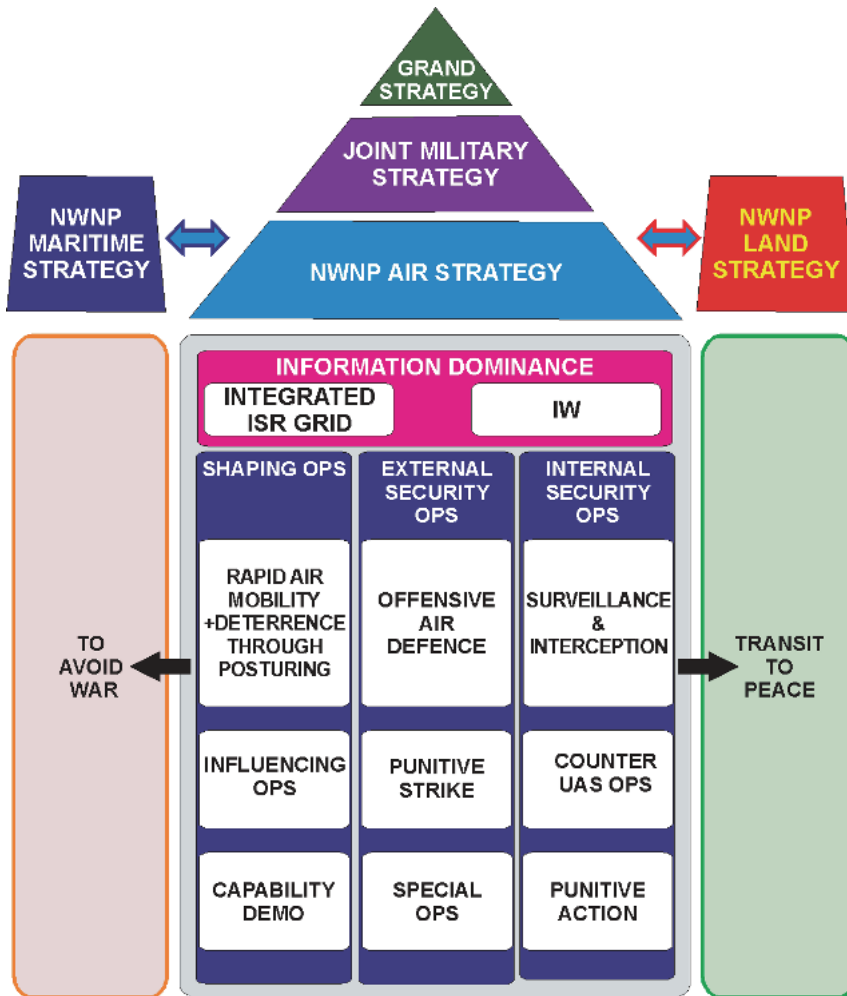 GRAND
STRATEGY
JOINT MILITARY
STRATEGY
NWNP
MARITIME
STRATEGY
NWNP AIR STRATEGY
NWNP
LAND
STRATEGY
INFORMATION DOMINANCE
INTEGRATED
ISR GRID
IW
SHAPING OPS
EXTERNAL
SECURITY
OPS
INTERNAL
SECURITY
OPS
RAPID AIR
MOBILITY
+DETERRENCE
THROUGH
POSTURING
OFFENSIVE
AIR
DEFENCE
SURVEILLANCE
&
INTERCEPTION
TO
AVOID
WAR
TRANSIT
TO
PEACE
INFLUENCING
OPS
PUNITIVE
STRIKE
COUNTER
UAS OPS
CAPABILITY
DEMO
SPECIAL
OPS
PUNITIVE
ACTION